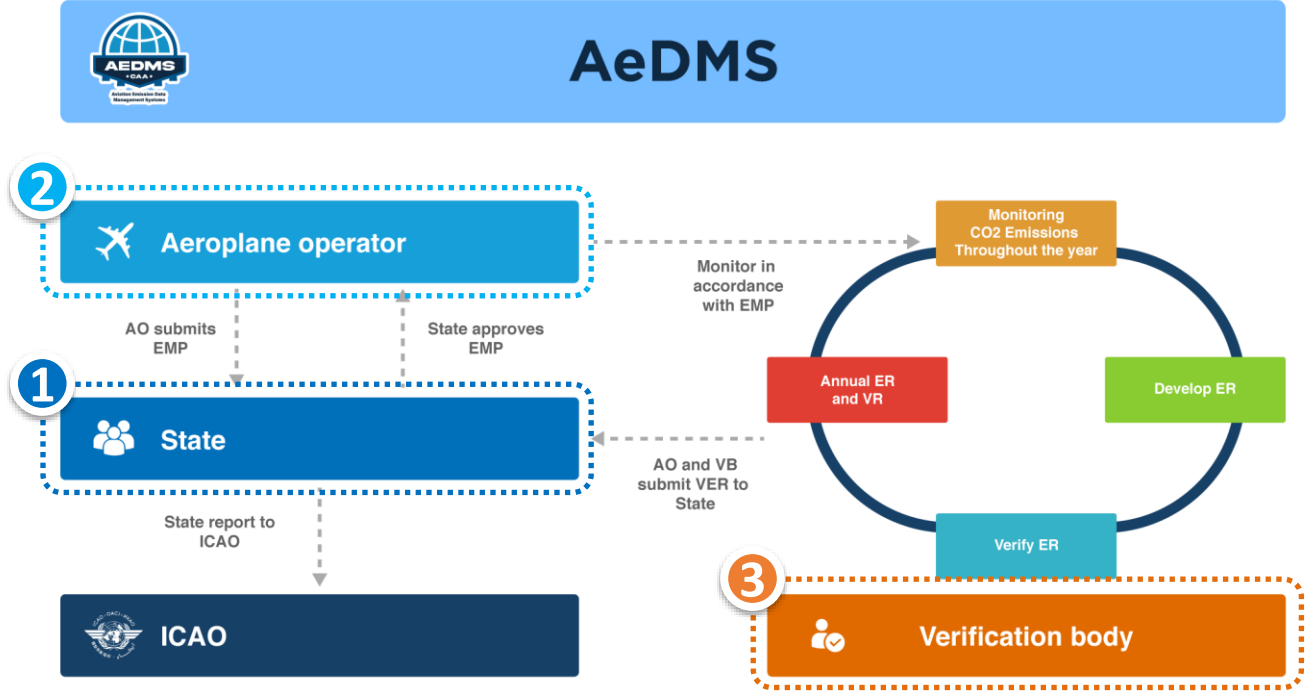 AEDMS
CAA
Aviation Emission Data
Management Systems
AeDMS
2
Aeroplane operator
Monitoring
CO2 Emissions
Throughout the year
Monitor in
accordance
with EMP
AO submits
EMP
State approves
EMP
1
State
Annual ER
and VR
Develop ER
AO and VB
submit VER to
State
State report to
ICAO
Verify ER
3
ICAO
Verification body